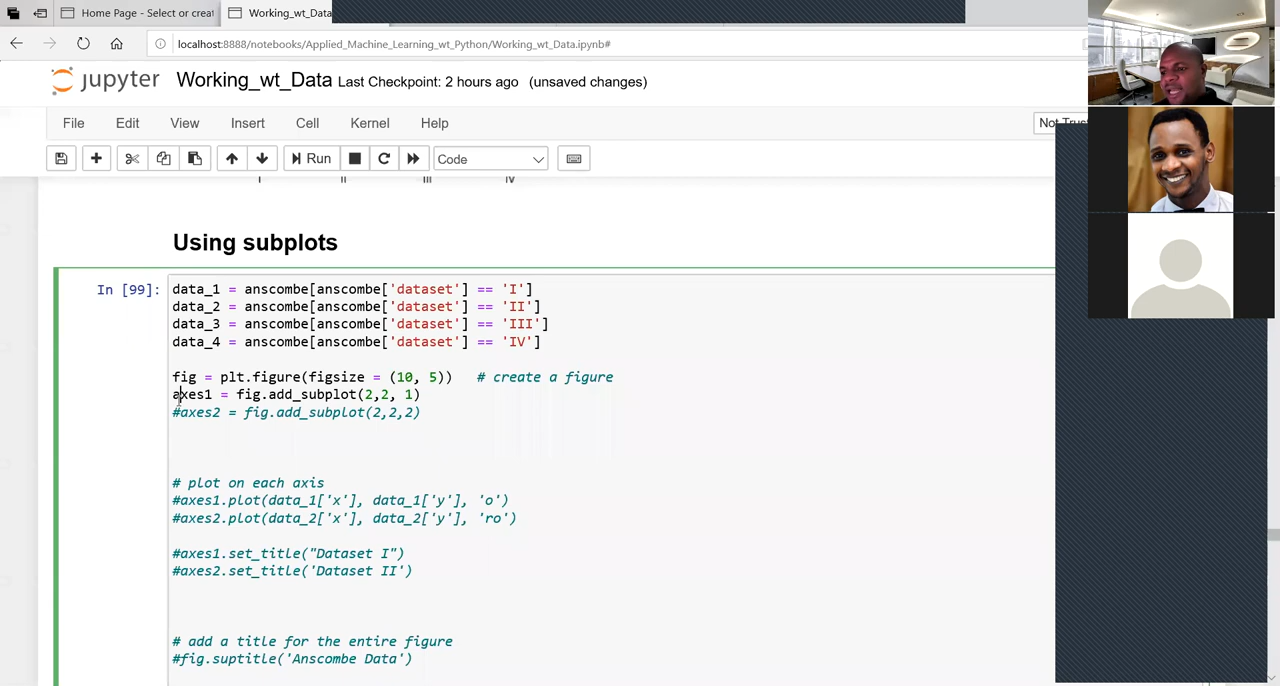 Home Page - Select or creat
Working_wt_Data
localhost:8888/notebooks/Applied_Machine_Learning_wt_Python/Working_wt_Data.ipynb#
jupyter Working_wt_Data Last Checkpoint: 2 hours ago (unsaved changes)
File Edit View Insert Cell Kernel Help
Not Trust
Run Code
I II III IV
Using subplots
In [99]: data_1 = anscombe[anscombe['dataset'] == 'I']
data_2 = anscombe[anscombe['dataset'] == 'II']
data_3 = anscombe[anscombe['dataset'] == 'III']
data_4 = anscombe[anscombe['dataset'] == 'IV']
fig = plt.figure(figsize = (10, 5)) # create a figure
axes1 = fig.add_subplot(2,2, 1)
#axes2 = fig.add_subplot(2,2,2)
# plot on each axis
#axes1.plot(data_1['x'], data_1['y'], 'o')
#axes2.plot(data_2['x'], data_2['y'], 'ro')
#axes1.set_title("Dataset I")
#axes2.set_title('Dataset II')
# add a title for the entire figure
#fig.suptitle('Anscombe Data')